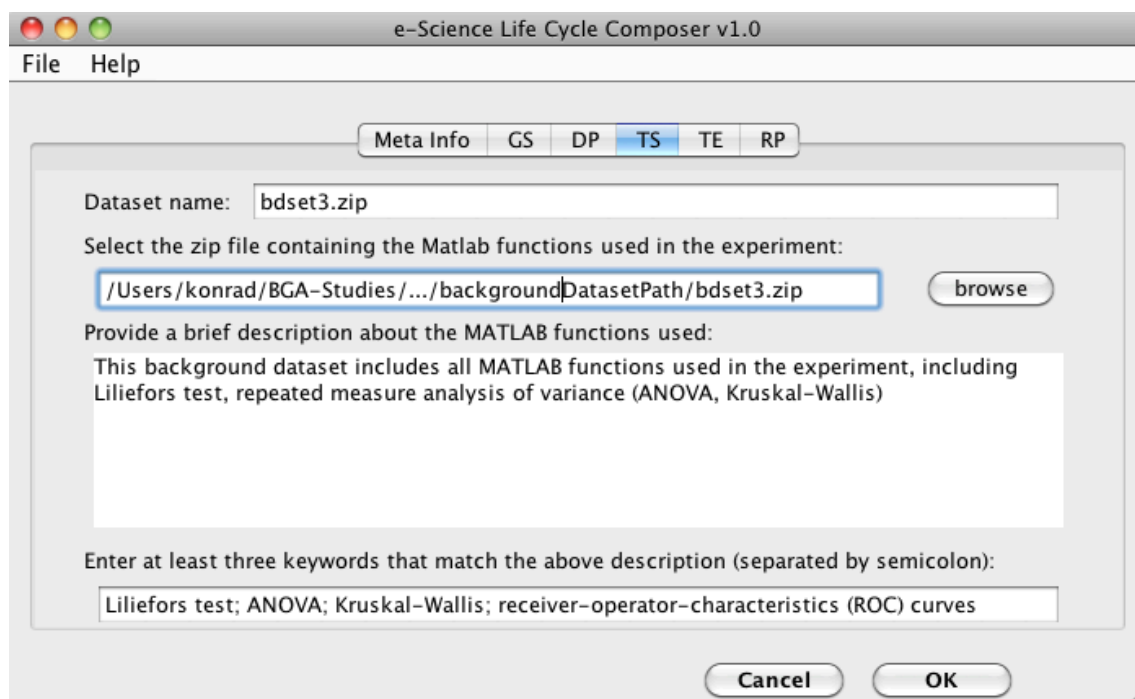 e-Science Life Cycle Composer v1.0
File Help
Meta Info GS DP TS TE RP
Dataset name: bdset3.zip
Select the zip file containing the Matlab functions used in the experiment:
/Users/konrad/BGA-Studies/.../backgroundDatasetPath/bdset3.zip browse
Provide a brief description about the MATLAB functions used:
This background dataset includes all MATLAB functions used in the experiment, including
Liliefors test, repeated measure analysis of variance (ANOVA, Kruskal-Wallis)
Enter at least three keywords that match the above description (separated by semicolon):
Liliefors test; ANOVA; Kruskal-Wallis; receiver-operator-characteristics (ROC) curves
Cancel OK